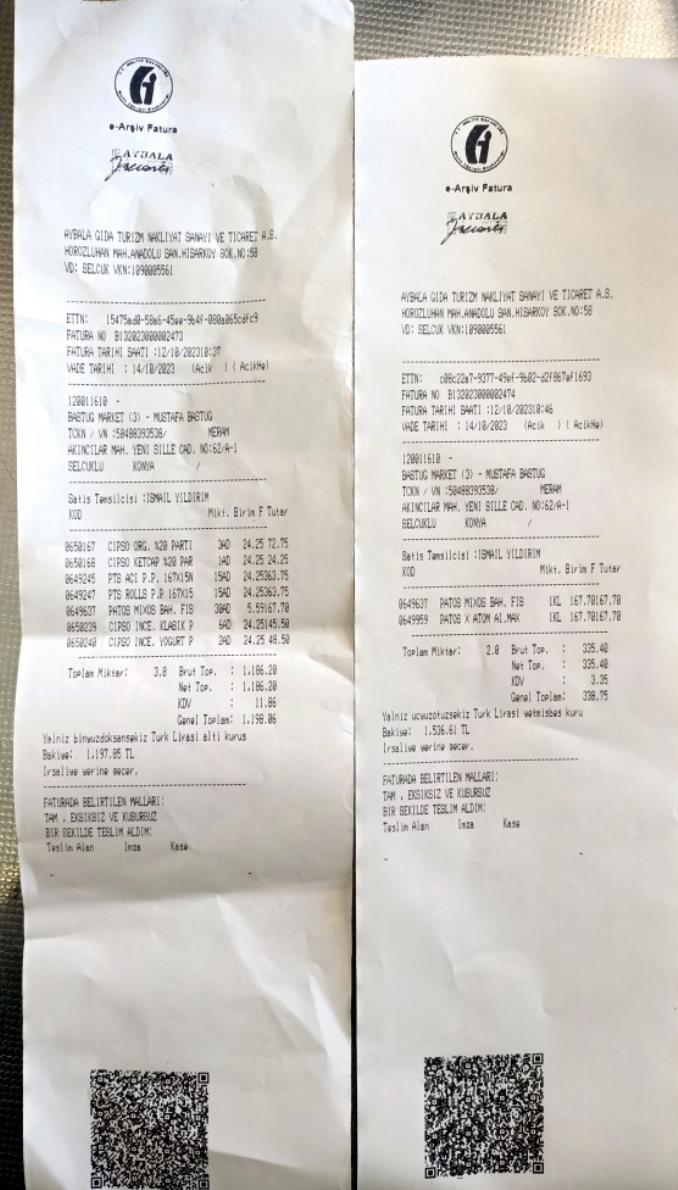 e-Arşiv Fatura
AYBALA
AYBALA GIDA TURIZM NAKLIYAT SANAYI VE TICARET A.S.
HOROZLUHAN MAH.ANADOLU SAN.HISARKOY SOK.NO:58
VD: SELCUK VKN:1090005561
ETTN: 15475ad0-58a6-45ee-9b4f-080a065cdfc9
FATURA NO B132023000002473
FATURA TARIHI SAATI :12/10/202310:37
VADE TARIHI : 14/10/2023 (Acik ) ( AcikHe)
120011610 -
BASTUG MARKET (3) - MUSTAFA BASTUG
TCKN / VN :50488393538/ MERAM
AKINCILAR MAH. YENI SILLE CAD. NO:62/A-1
SELCUKLU KONYA /
Satis Temsilcisi :ISMAIL YILDIRIM
KOD Mikt. Birim F Tutar
0650167 CIPSO ORG. %20 PARTI 3AD 24.25 72.75
0650168 CIPSO KETCAP %20 PAR 1AD 24.25 24.25
0649245 PTS ACI P.P. 167X15N 15AD 24.25363.75
0649247 PTS ROLLS P.P 167X15 15AD 24.25363.75
0649637 PATOS MIXOS BAH. FIS 30AD 5.59167.70
0650239 CIPSO INCE. KLASIK P 6AD 24.25145.50
0650240 CIPSO INCE. YOGURT P 2AD 24.25 48.50
Toplam Miktar: 3.8 Brut Top. : 1,186.20
Net Top. : 1,186.20
KDV : 11.86
Genel Toplam: 1,198.06
Yalniz binyuzdoksansekiz Turk Lirasi alti kurus
Bakiye: 1,197.85 TL
Irsaliye yerine gecer.
FATURADA BELIRTILEN MALLARI:
TAM , EKSIKSIZ VE KUSURSUZ
BIR SEKILDE TESLIM ALDIM:
Teslim Alan Imza Kase
e-Arşiv Fatura
AYBALA
AYBALA GIDA TURIZM NAKLIYAT SANAYI VE TICARET A.S.
HOROZLUHAN MAH.ANADOLU SAN.HISARKOY SOK.NO:58
VD: SELCUK VKN:1090005561
ETTN: c08c22a7-9377-49ef-9b02-d2f867ef1693
FATURA NO B132023000002474
FATURA TARIHI SAATI :12/10/202310:46
VADE TARIHI : 14/10/2023 (Acik ) ( AcikHe)
120011610 -
BASTUG MARKET (3) - MUSTAFA BASTUG
TCKN / VN :50488393538/ MERAM
AKINCILAR MAH. YENI SILLE CAD. NO:62/A-1
SELCUKLU KONYA /
Satis Temsilcisi :ISMAIL YILDIRIM
KOD Mikt. Birim F Tutar
0649637 PATOS MIXOS BAH. FIS 1KL 167.70167.70
0649959 PATOS X ATOM AI.MAX 1KL 167.70167.70
Toplam Miktar: 2.0 Brut Top. : 335.40
Net Top. : 335.40
KDV : 3.35
Genel Toplam: 338.75
Yalniz ucyuzotuzsekiz Turk Lirasi yetmisbes kuru
Bakiye: 1,536.61 TL
Irsaliye yerine gecer.
FATURADA BELIRTILEN MALLARI:
TAM , EKSIKSIZ VE KUSURSUZ
BIR SEKILDE TESLIM ALDIM:
Teslim Alan Imza Kase